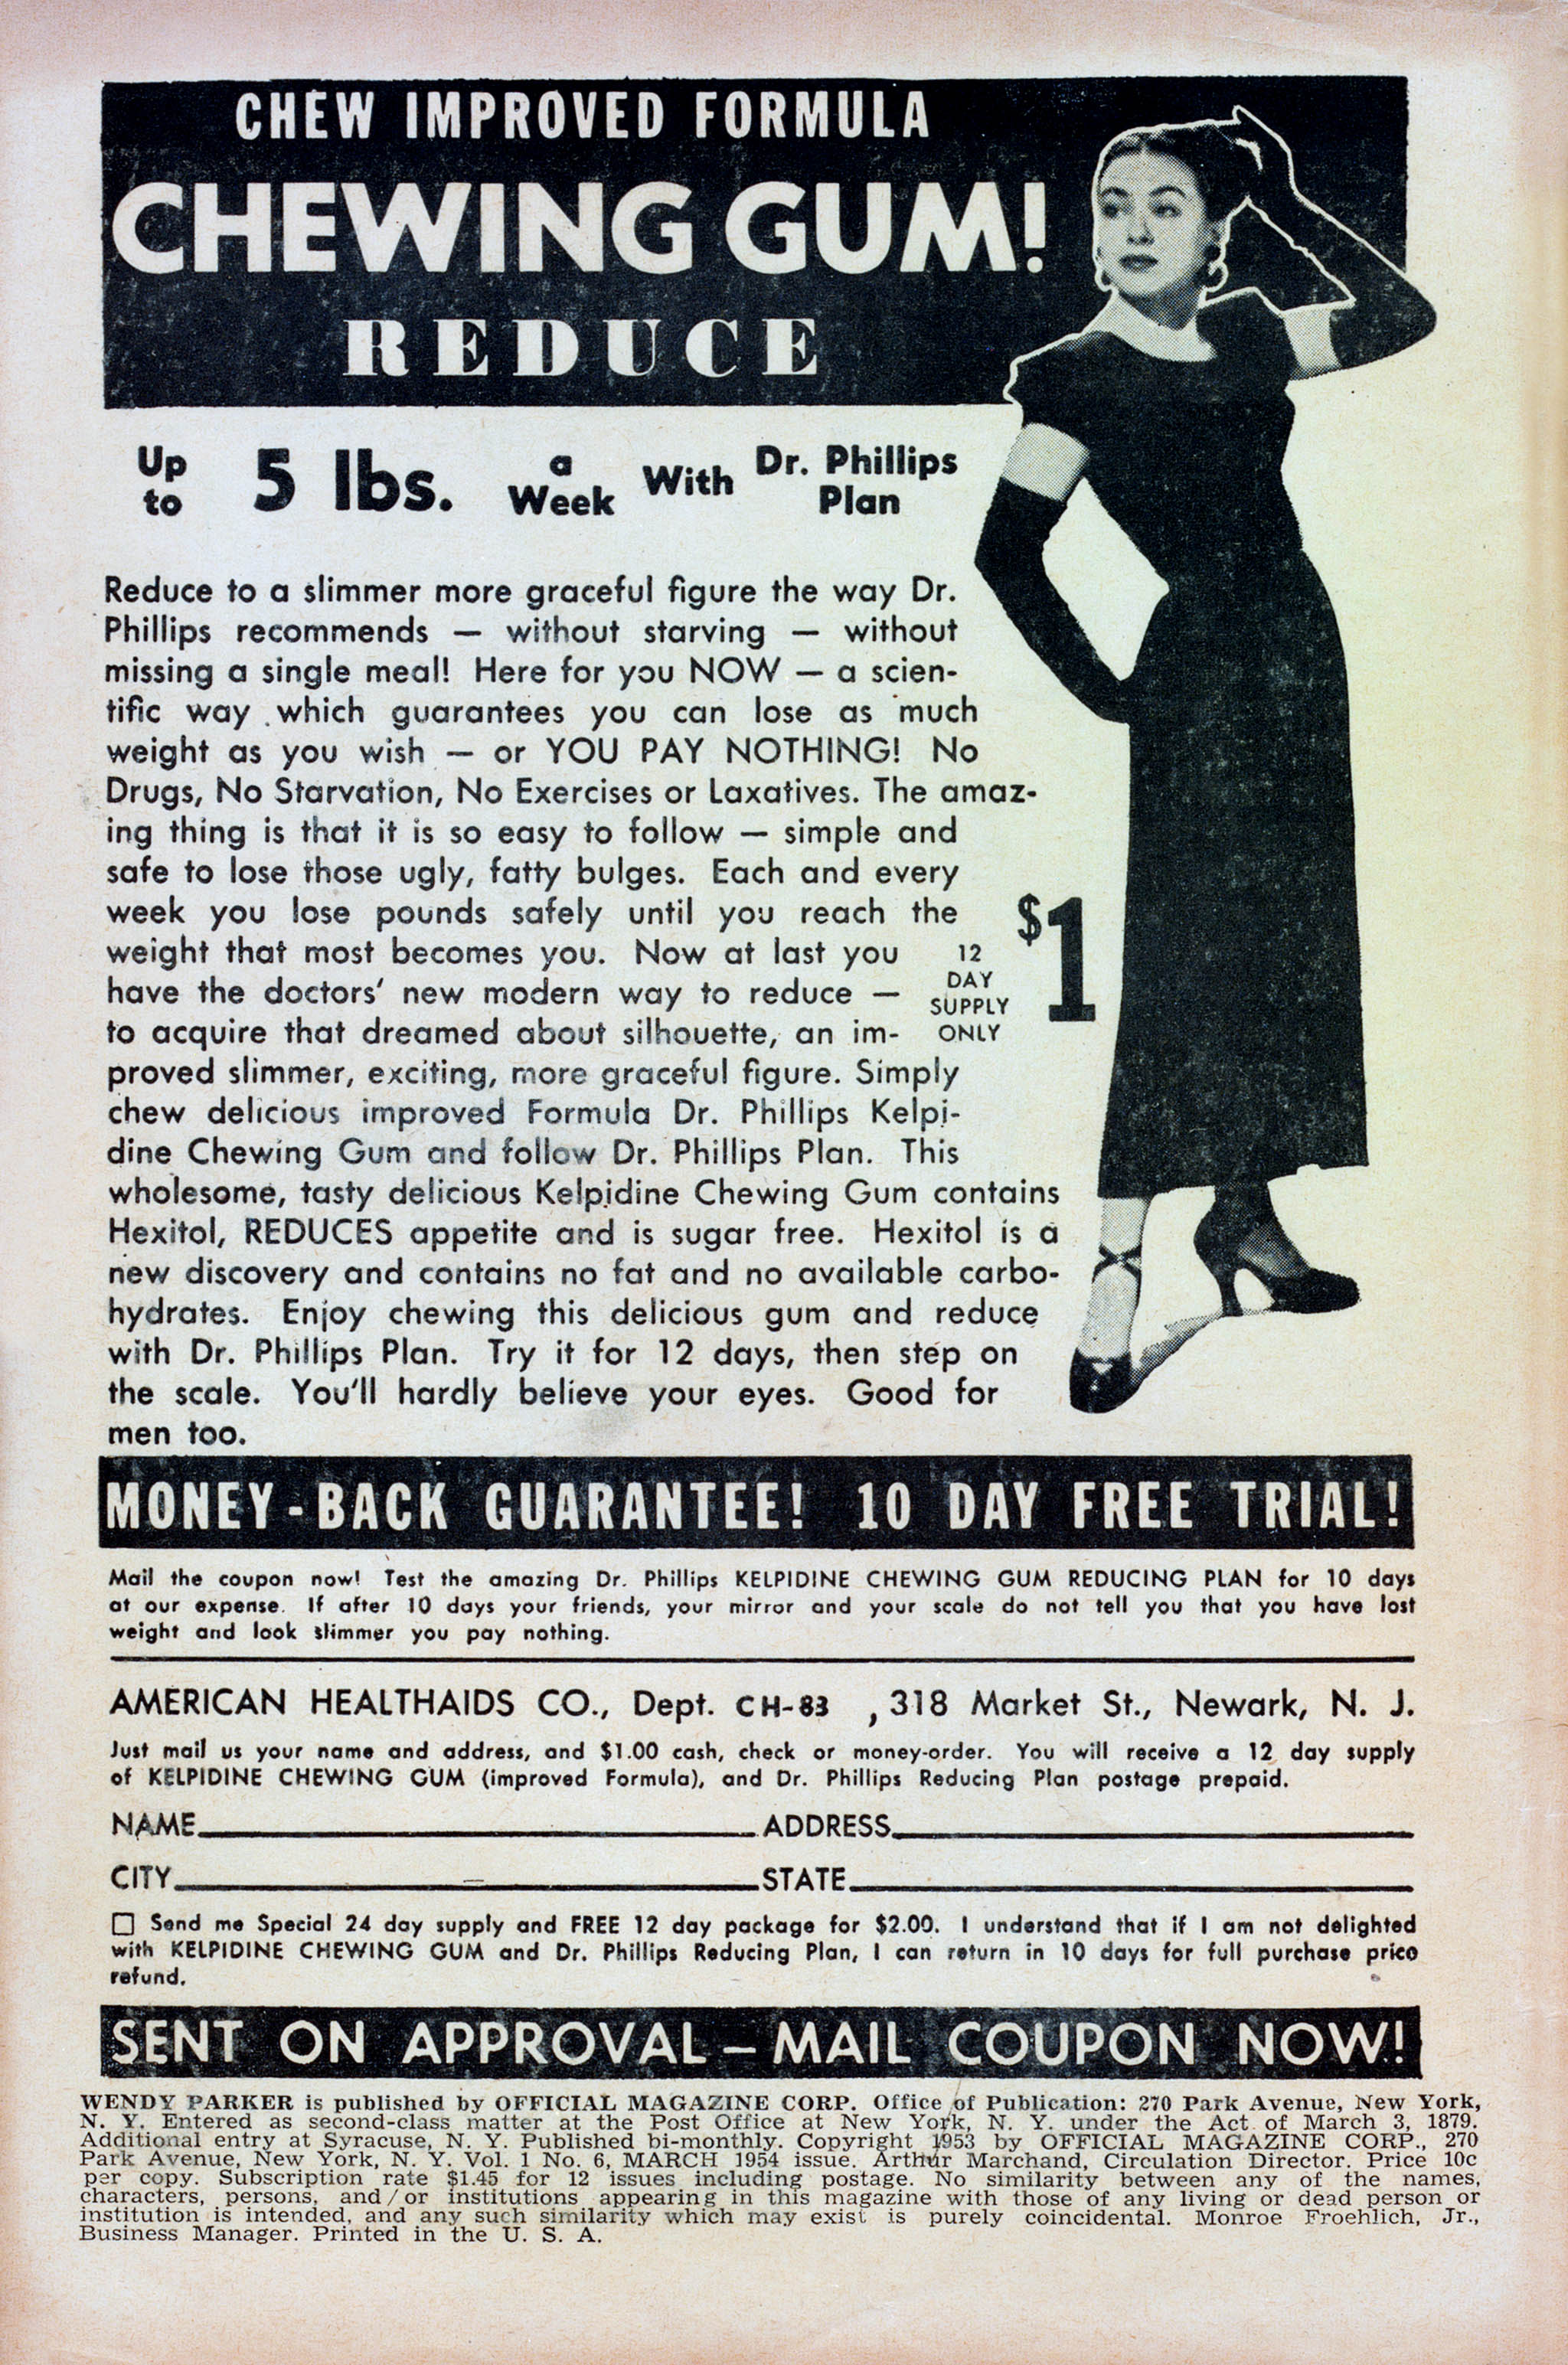 CHEW IMPROVED FORMULA
CHEWING GUM!
REDUCE
Up to 5 lbs. a Week With Dr. Phillips Plan
Reduce to a slimmer more graceful figure the way Dr.
Phillips recommends — without starving — without
missing a single meal! Here for you NOW — a scien-
tific way which guarantees you can lose as much
weight as you wish — or YOU PAY NOTHING! No
Drugs, No Starvation, No Exercises or Laxatives. The amaz-
ing thing is that it is so easy to follow — simple and
safe to lose those ugly, fatty bulges. Each and every
week you lose pounds safely until you reach the
weight that most becomes you. Now at last you
have the doctors' new modern way to reduce —
to acquire that dreamed about silhouette, an im-
proved slimmer, exciting, more graceful figure. Simply
chew delicious improved Formula Dr. Phillips Kelpi-
dine Chewing Gum and follow Dr. Phillips Plan. This
wholesome, tasty delicious Kelpidine Chewing Gum contains
Hexitol, REDUCES appetite and is sugar free. Hexitol is a
new discovery and contains no fat and no available carbo-
hydrates. Enjoy chewing this delicious gum and reduce
with Dr. Phillips Plan. Try it for 12 days, then step on
the scale. You'll hardly believe your eyes. Good for
men too.
12
DAY
SUPPLY
ONLY
$1
MONEY-BACK GUARANTEE! 10 DAY FREE TRIAL!
Mail the coupon now! Test the amazing Dr. Phillips KELPIDINE CHEWING GUM REDUCING PLAN for 10 days
at our expense. If after 10 days your friends, your mirror and your scale do not tell you that you have lost
weight and look slimmer you pay nothing.
AMERICAN HEALTHAIDS CO., Dept. CH-83 , 318 Market St., Newark, N. J.
Just mail us your name and address, and $1.00 cash, check or money-order. You will receive a 12 day supply
of KELPIDINE CHEWING GUM (improved Formula), and Dr. Phillips Reducing Plan postage prepaid.
NAME ADDRESS
CITY STATE
☐ Send me Special 24 day supply and FREE 12 day package for $2.00. I understand that if I am not delighted
with KELPIDINE CHEWING GUM and Dr. Phillips Reducing Plan, I can return in 10 days for full purchase price
refund.
SENT ON APPROVAL — MAIL COUPON NOW!
WENDY PARKER is published by OFFICIAL MAGAZINE CORP. Office of Publication: 270 Park Avenue, New York,
N. Y. Entered as second-class matter at the Post Office at New York, N. Y. under the Act of March 3, 1879.
Additional entry at Syracuse, N. Y. Published bi-monthly. Copyright 1953 by OFFICIAL MAGAZINE CORP., 270
Park Avenue, New York, N. Y. Vol. 1 No. 6, MARCH 1954 issue. Arthur Marchand, Circulation Director. Price 10c
per copy. Subscription rate $1.45 for 12 issues including postage. No similarity between any of the names,
characters, persons, and/or institutions appearing in this magazine with those of any living or dead person or
institution is intended, and any such similarity which may exist is purely coincidental. Monroe Froehlich, Jr.,
Business Manager. Printed in the U. S. A.